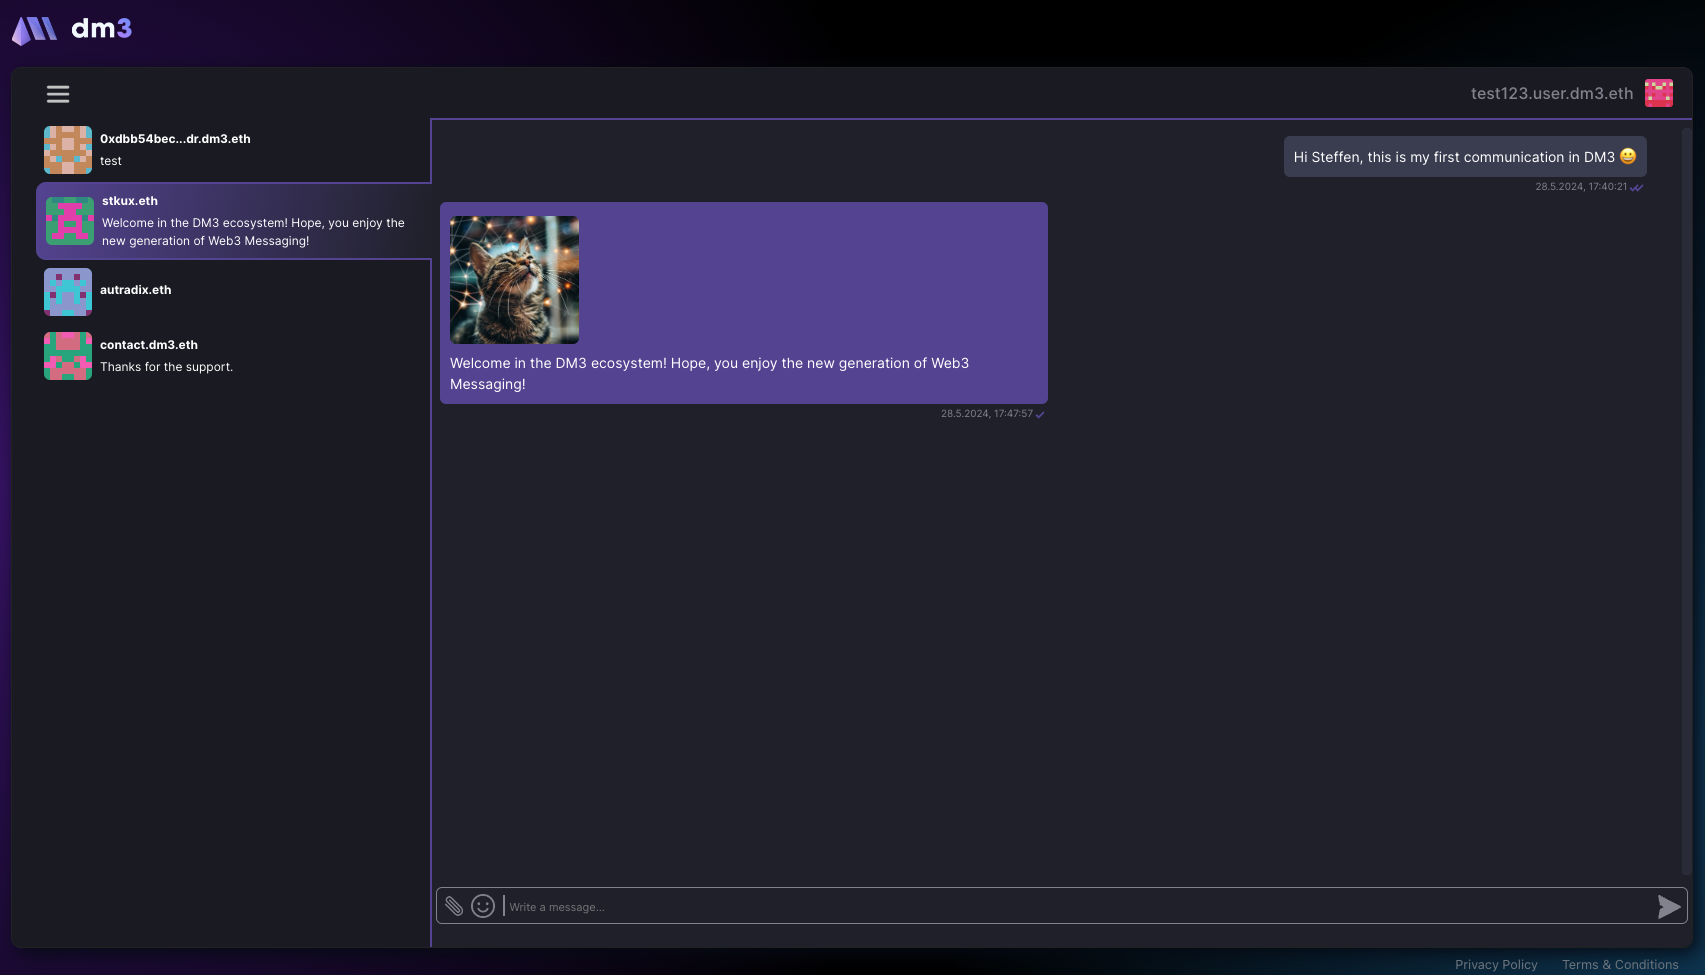 dm3
test123.user.dm3.eth
0xdbb54bec...dr.dm3.eth
test
stkux.eth
Welcome in the DM3 ecosystem! Hope, you enjoy the
new generation of Web3 Messaging!
autradix.eth
contact.dm3.eth
Thanks for the support.
Hi Steffen, this is my first communication in DM3 😀
28.5.2024, 17:40:21
Welcome in the DM3 ecosystem! Hope, you enjoy the new generation of Web3
Messaging!
28.5.2024, 17:47:57
Write a message...
Privacy Policy Terms & Conditions